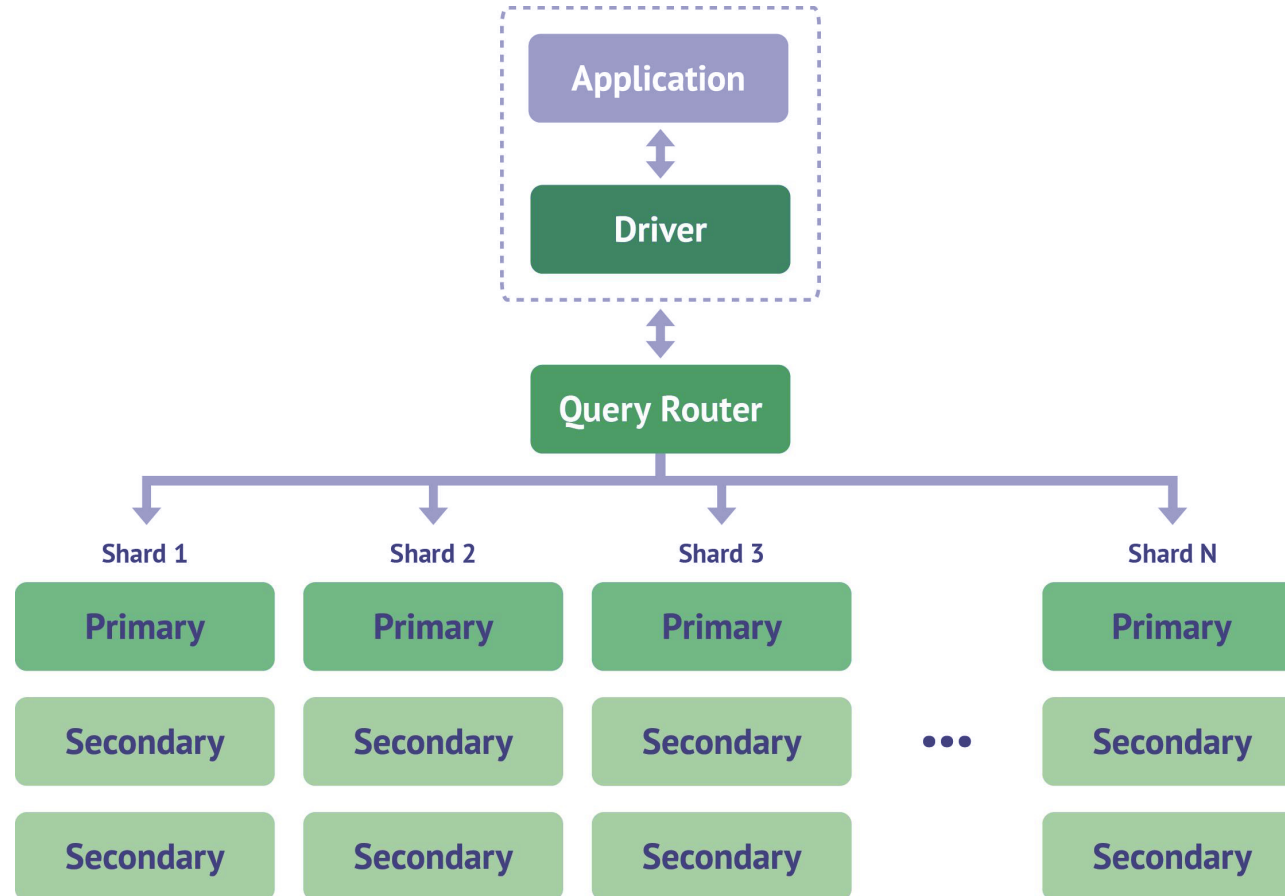 Application
Driver
Query Router
Shard 1 Shard 2 Shard 3 Shard N
Primary Primary Primary Primary
Secondary Secondary Secondary ... Secondary
Secondary Secondary Secondary Secondary